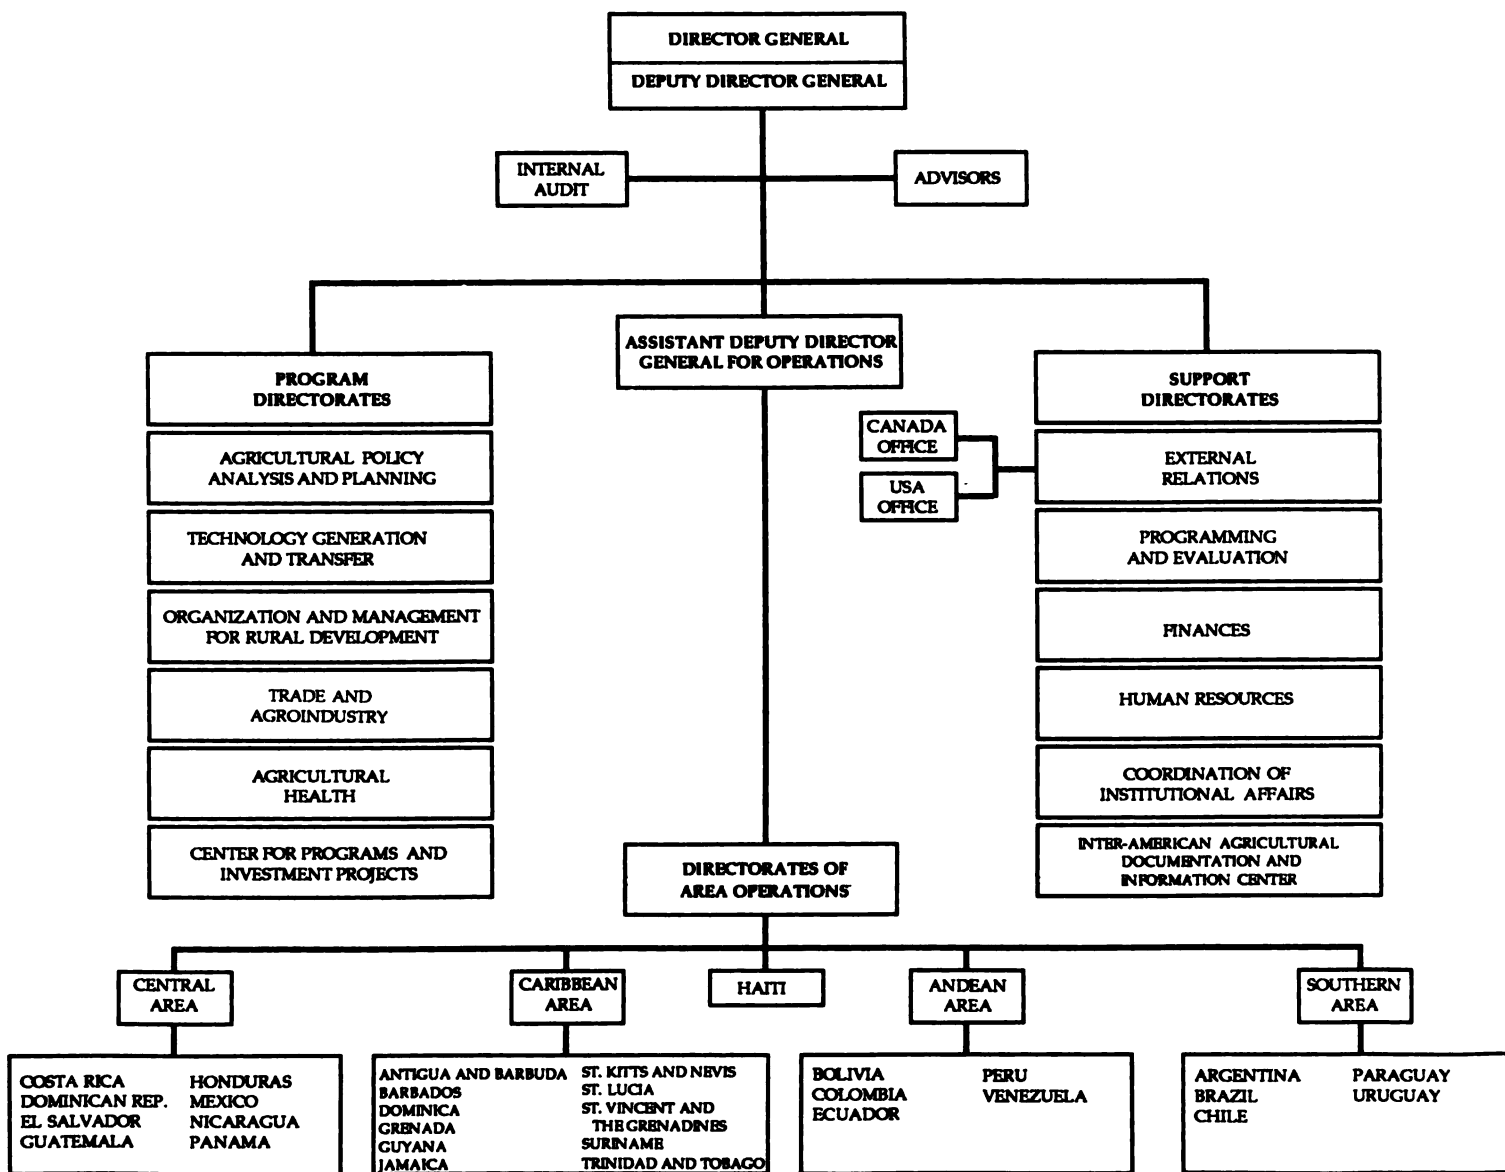 DIRECTOR GENERAL
DEPUTY DIRECTOR GENERAL
INTERNAL
AUDIT
ADVISORS
ASSISTANT DEPUTY DIRECTOR
GENERAL FOR OPERATIONS
PROGRAM
DIRECTORATES
AGRICULTURAL POLICY
ANALYSIS AND PLANNING
TECHNOLOGY GENERATION
AND TRANSFER
ORGANIZATION AND MANAGEMENT
FOR RURAL DEVELOPMENT
TRADE AND
AGROINDUSTRY
AGRICULTURAL
HEALTH
CENTER FOR PROGRAMS AND
INVESTMENT PROJECTS
SUPPORT
DIRECTORATES
CANADA
OFFICE
USA
OFFICE
EXTERNAL
RELATIONS
PROGRAMMING
AND EVALUATION
FINANCES
HUMAN RESOURCES
COORDINATION OF
INSTITUTIONAL AFFAIRS
INTER-AMERICAN AGRICULTURAL
DOCUMENTATION AND
INFORMATION CENTER
DIRECTORATES OF
AREA OPERATIONS
CENTRAL
AREA
COSTA RICA
DOMINICAN REP.
EL SALVADOR
GUATEMALA
HONDURAS
MEXICO
NICARAGUA
PANAMA
CARIBBEAN
AREA
ANTIGUA AND BARBUDA
BARBADOS
DOMINICA
GRENADA
GUYANA
JAMAICA
ST. KITTS AND NEVIS
ST. LUCIA
ST. VINCENT AND
THE GRENADINES
SURINAME
TRINIDAD AND TOBAGO
HAITI
ANDEAN
AREA
BOLIVIA
COLOMBIA
ECUADOR
PERU
VENEZUELA
SOUTHERN
AREA
ARGENTINA
BRAZIL
CHILE
PARAGUAY
URUGUAY